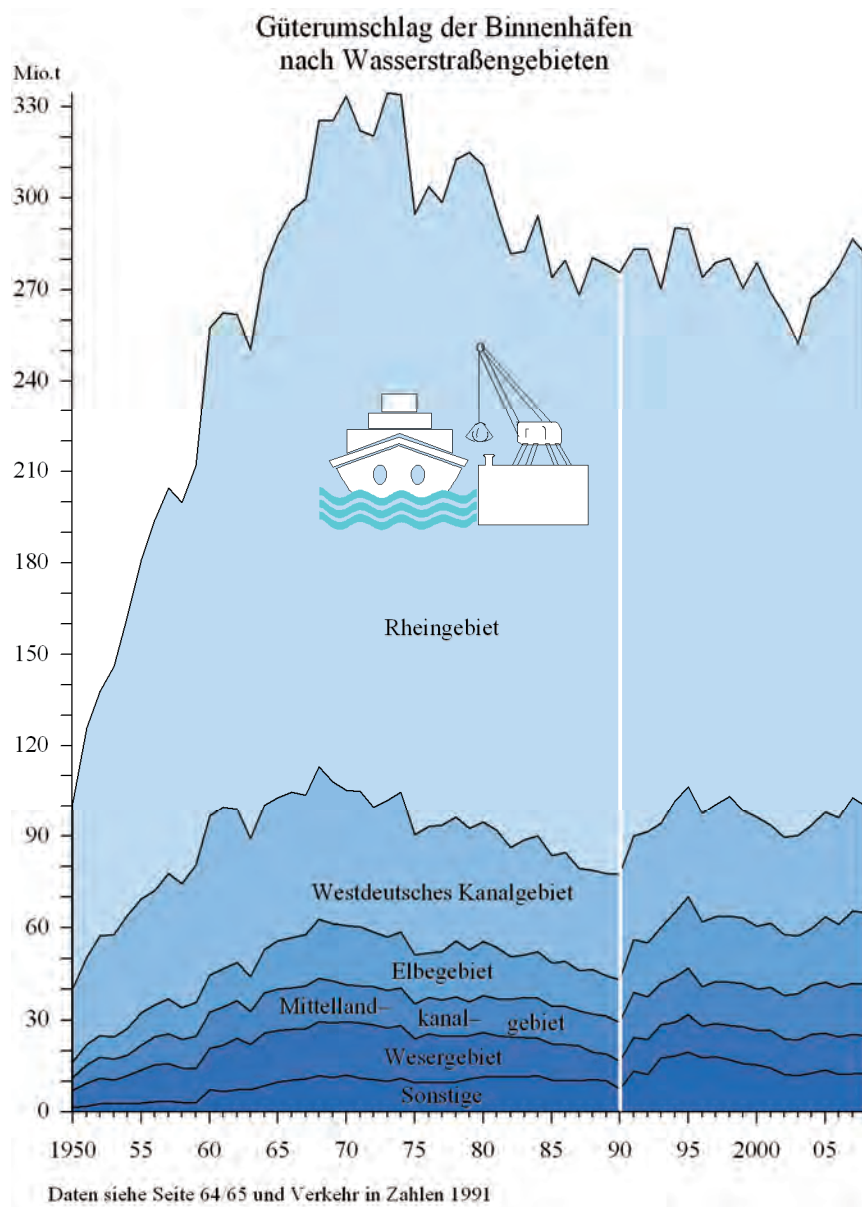 Güterumschlag der Binnenhäfen
nach Wasserstraßengebieten
Mio.t
330
300
270
240
210
180
150
120
90
60
30
0
Rheingebiet
Westdeutsches Kanalgebiet
Elbegebiet
Mittelland– kanal– gebiet
Wesergebiet
Sonstige
1950 55 60 65 70 75 80 85 90 95 2000 05
Daten siehe Seite 64/65 und Verkehr in Zahlen 1991